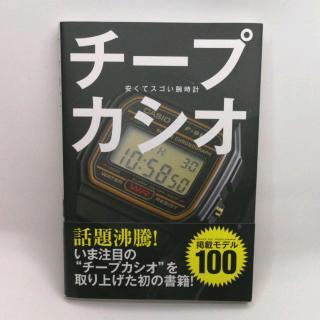 チープ
安くてスゴい腕時計
カシオ
CASIO
F-91
CHRONOGRAPH
30
10:58 50
WATER WR RESIST
話題沸騰!
いま注目の
“チープカシオ”を
取り上げた初の書籍!
掲載モデル
100